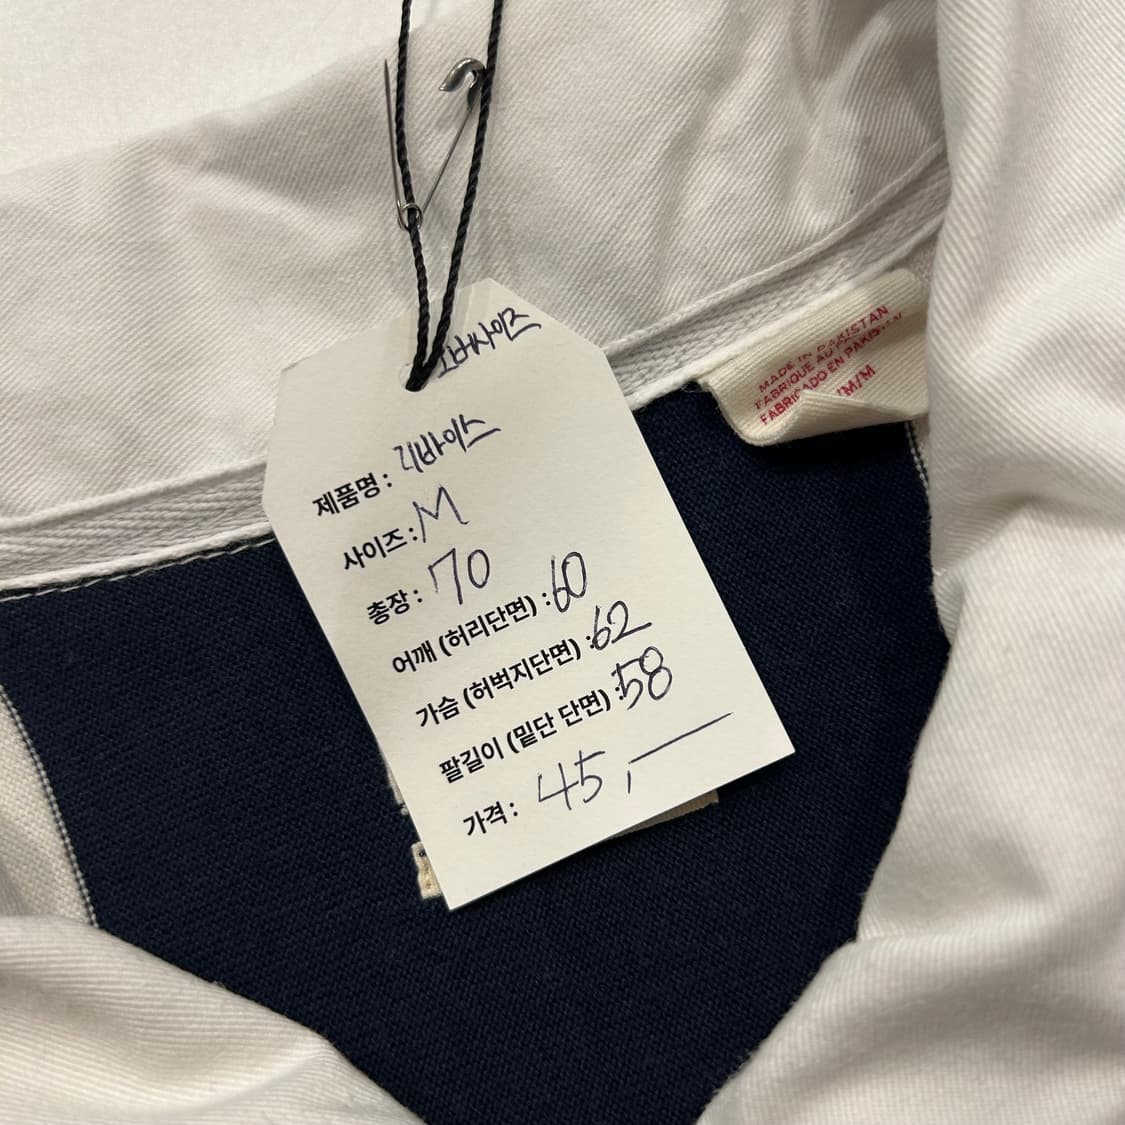 오버사이즈
제품명 : 리바이스
사이즈 : M
총장 : 70
어깨 (허리단면) : 60
가슴 (허벅지단면) : 62
팔길이 (밑단 단면) : 58
가격 : 45,—
MADE IN PAKISTAN
FABRIQUE AU PAKISTAN
FABRICADO EN PAKISTAN
M/M